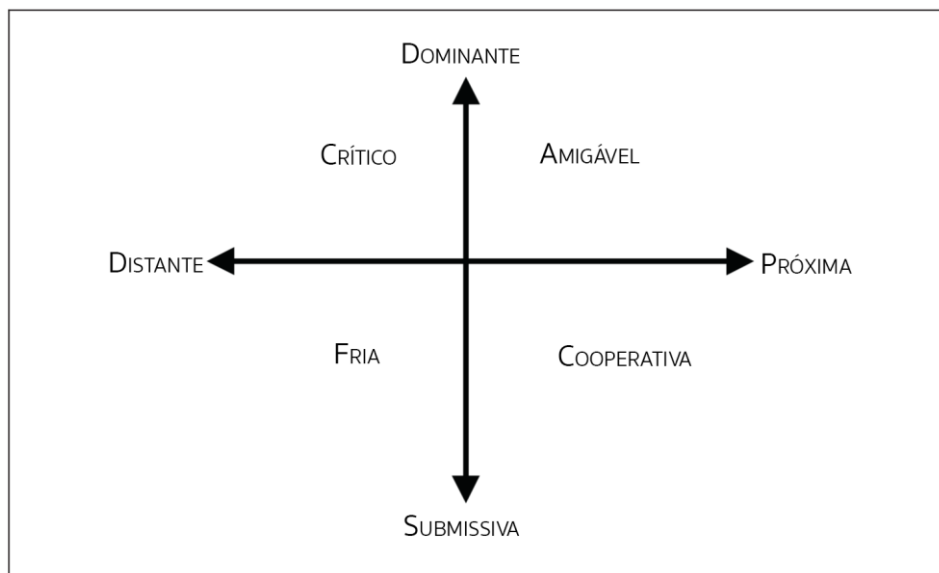 Dominante
Crítico Amigável
Distante Próxima
Fria Cooperativa
Submissiva